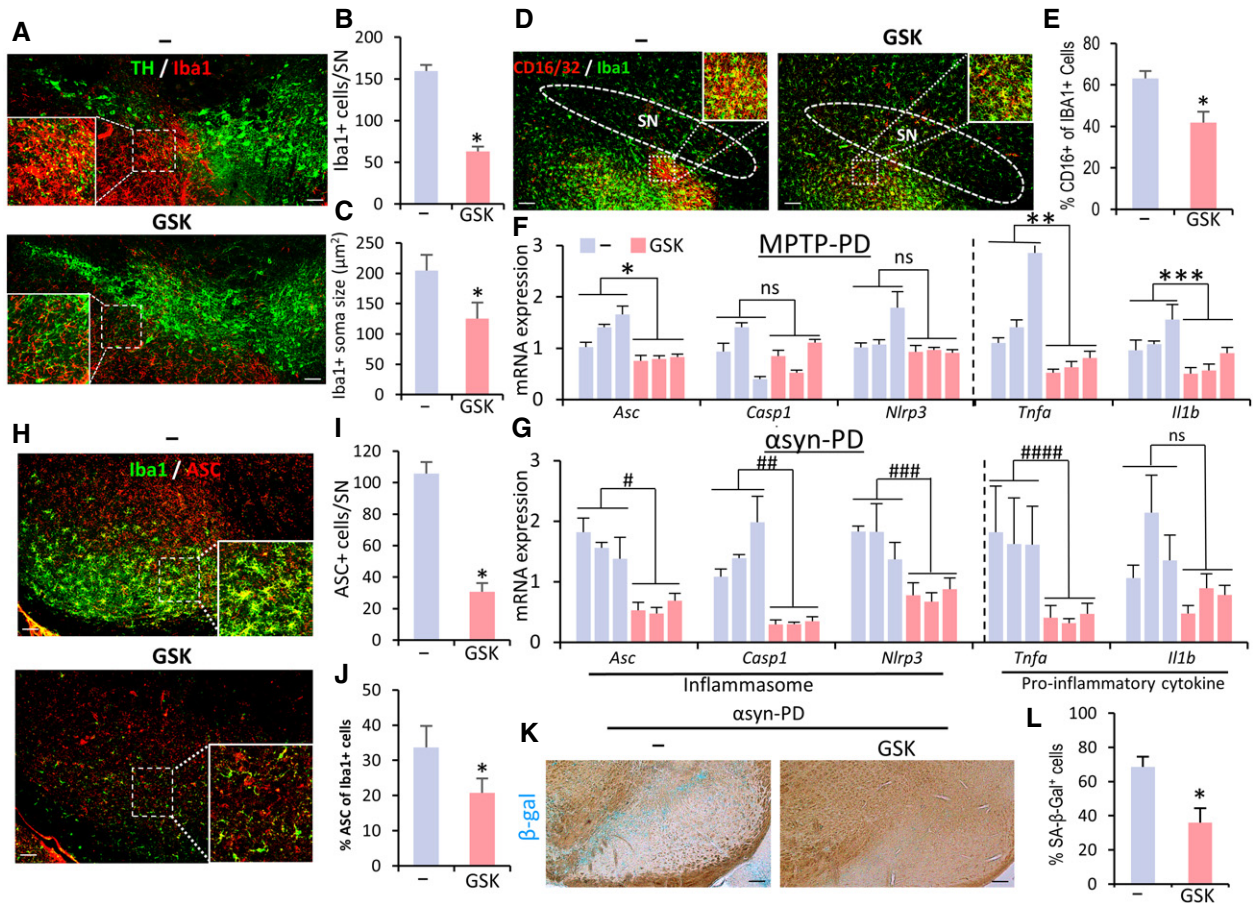 A
–
TH / Iba1
GSK
B
Iba1+ cells/SN
200
150
100
50
0
*
–
GSK
C
Iba1+ soma size (µm²)
250
200
150
100
50
0
*
–
GSK
D
–
CD16/32 / Iba1
SN
GSK
SN
E
% CD16+ of IBA1+ Cells
80
60
40
20
0
*
–
GSK
F
– GSK
MPTP-PD
mRNA expression
3
2
1
0
*
ns
ns
**
***
Asc Casp1 Nlrp3 Tnfa Il1b
G
αsyn-PD
mRNA expression
3
2
1
0
#
##
###
####
ns
Asc Casp1 Nlrp3 Tnfa Il1b
Inflammasome
Pro-inflammatory cytokine
H
–
Iba1 / ASC
GSK
I
ASC+ cells/SN
120
100
80
60
40
20
0
*
–
GSK
J
% ASC of Iba1+ cells
50
40
30
20
10
0
*
–
GSK
K
αsyn-PD
–
GSK
β-gal
L
% SA-β-Gal⁺ cells
100
80
60
40
20
0
*
–
GSK